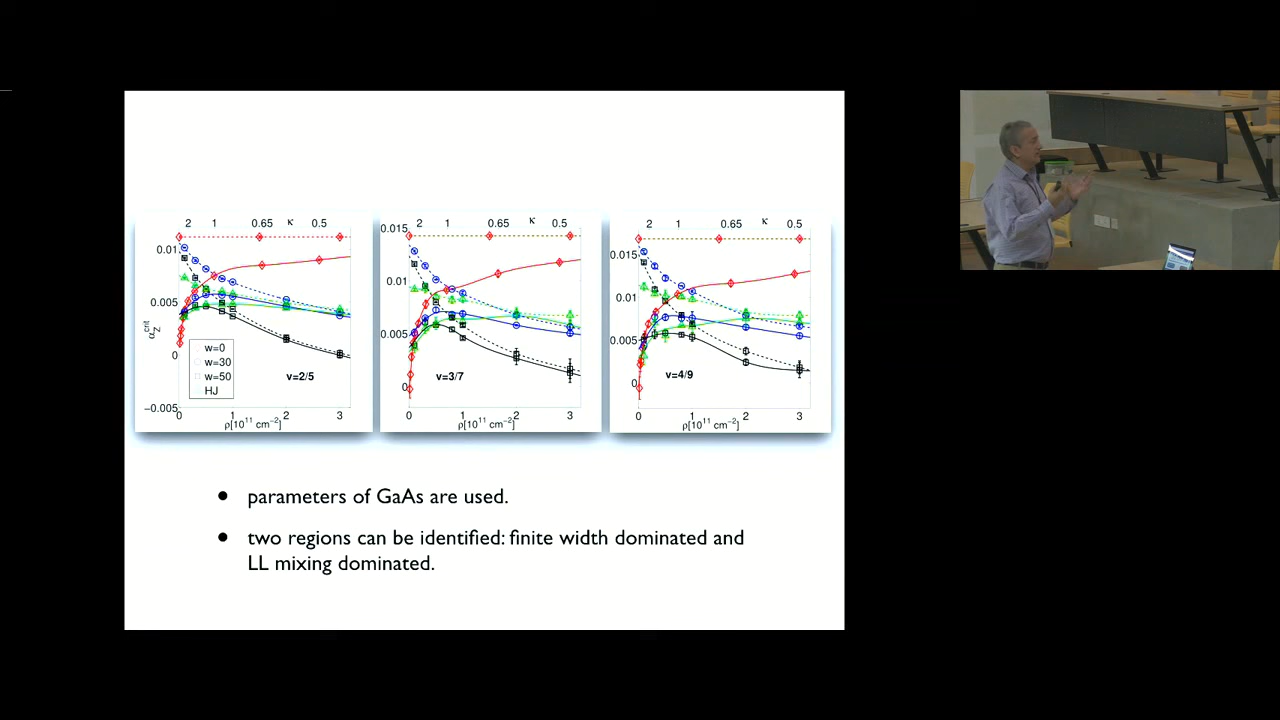 2 1 0.65 κ 0.5
0.010
0.005
0
−0.005
α_Z^crit
w=0
w=30
w=50
HJ
ν=2/5
0 1 2 3
ρ[10^11 cm^−2]
2 1 0.65 κ 0.5
0.015
0.010
0.005
0
ν=3/7
0 1 2 3
ρ[10^11 cm^−2]
2 1 0.65 κ 0.5
0.015
0.01
0.005
0
ν=4/9
0 1 2 3
ρ[10^11 cm^−2]
• parameters of GaAs are used.
• two regions can be identified: finite width dominated and
LL mixing dominated.